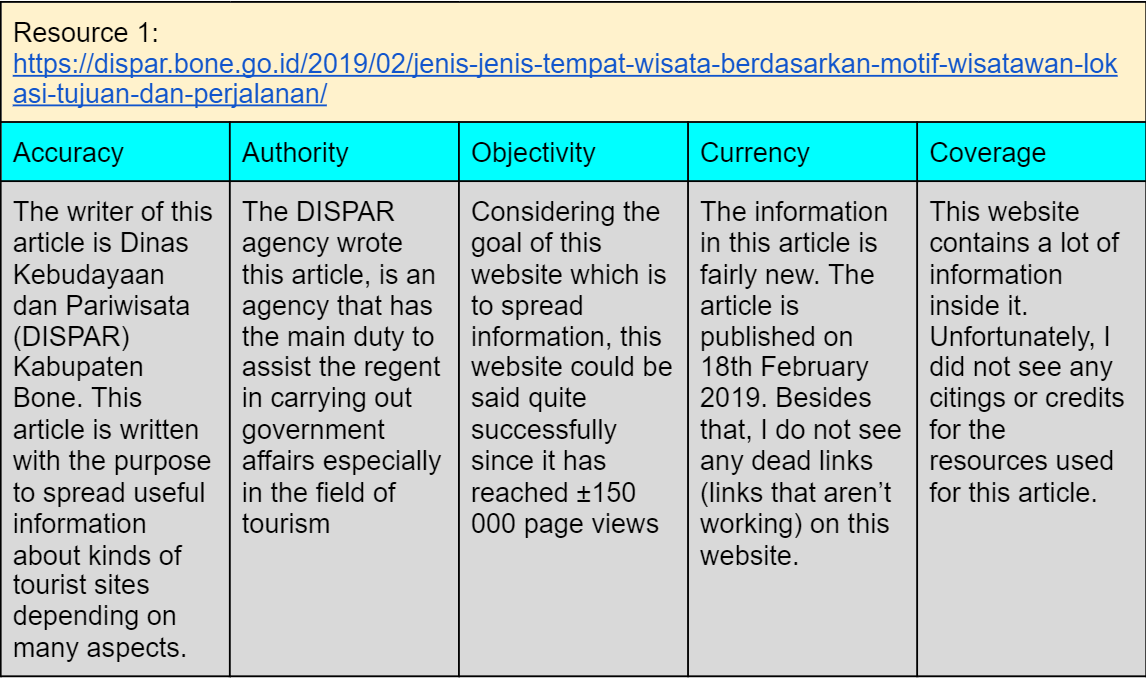 Resource 1:
https://dispar.bone.go.id/2019/02/jenis-jenis-tempat-wisata-berdasarkan-motif-wisatawan-lok
asi-tujuan-dan-perjalanan/
Accuracy
Authority
Objectivity
Currency
Coverage
The writer of this
article is Dinas
Kebudayaan
dan Pariwisata
(DISPAR)
Kabupaten
Bone. This
article is written
with the purpose
to spread useful
information
about kinds of
tourist sites
depending on
many aspects.
The DISPAR
agency wrote
this article, is an
agency that has
the main duty to
assist the regent
in carrying out
government
affairs especially
in the field of
tourism
Considering the
goal of this
website which is
to spread
information, this
website could be
said quite
successfully
since it has
reached ±150
000 page views
The information
in this article is
fairly new. The
article is
published on
18th February
2019. Besides
that, I do not see
any dead links
(links that aren’t
working) on this
website.
This website
contains a lot of
information
inside it.
Unfortunately, I
did not see any
citings or credits
for the
resources used
for this article.